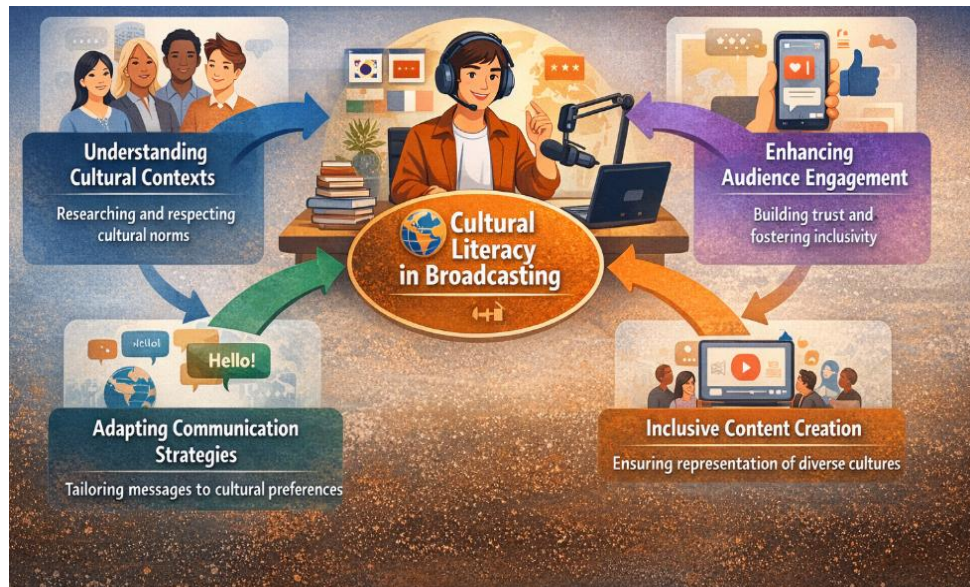 Understanding
Cultural Contexts
Researching and respecting
cultural norms
Enhancing
Audience Engagement
Building trust and
fostering inclusivity
Cultural
Literacy
in Broadcasting
Hello!
Adapting Communication
Strategies
Tailoring messages to cultural preferences
Inclusive Content Creation
Ensuring representation of diverse cultures